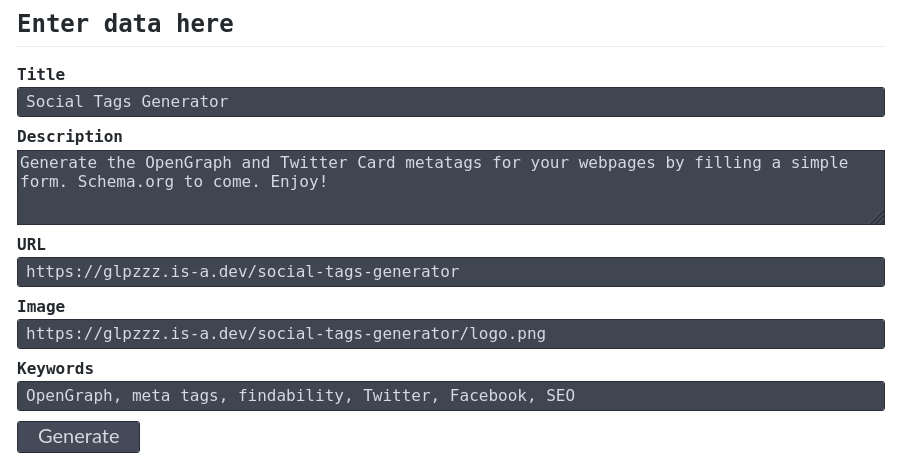 Enter data here
Title
Social Tags Generator
Description
Generate the OpenGraph and Twitter Card metatags for your webpages by filling a simple
form. Schema.org to come. Enjoy!
URL
https://glpzzz.is-a.dev/social-tags-generator
Image
https://glpzzz.is-a.dev/social-tags-generator/logo.png
Keywords
OpenGraph, meta tags, findability, Twitter, Facebook, SEO
Generate